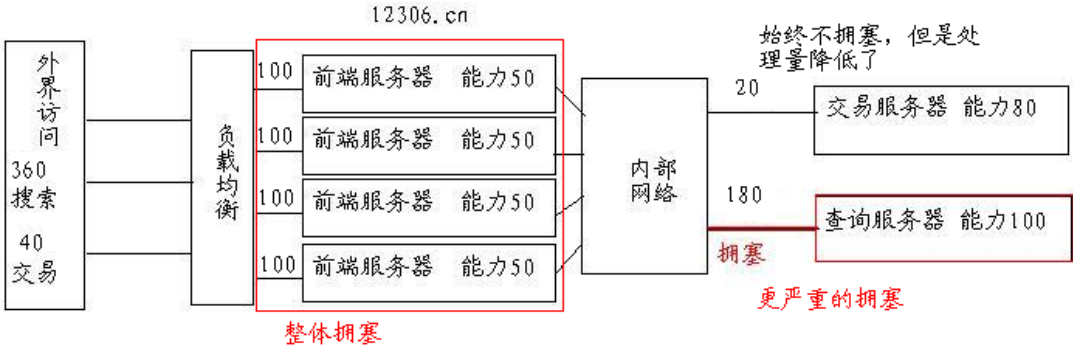 12306.cn
外界访问
360
搜索
40
交易
负载均衡
100
前端服务器 能力50
100
前端服务器 能力50
100
前端服务器 能力50
100
前端服务器 能力50
整体拥塞
内部
网络
始终不拥塞，但是处
理量降低了
20
交易服务器 能力80
180
查询服务器 能力100
拥塞
更严重的拥塞